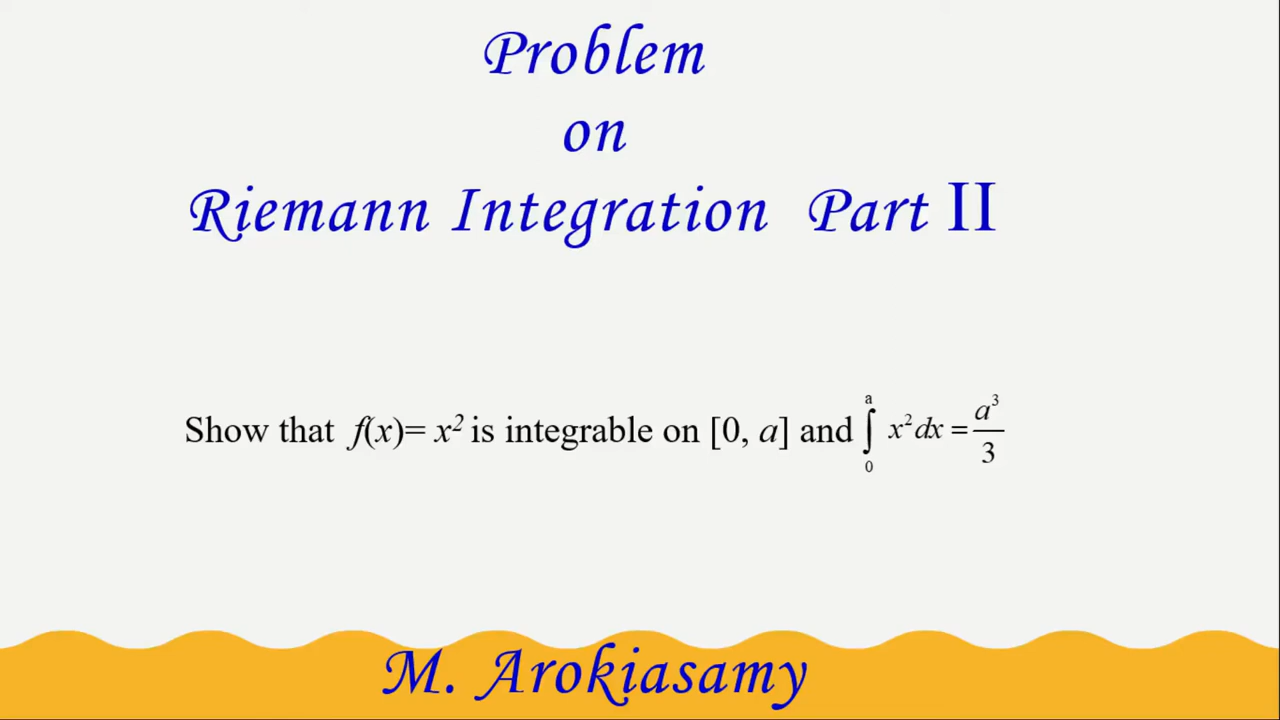 Problem
on
Riemann Integration Part II
Show that f(x)= x² is integrable on [0, a] and ∫₀ᵃ x²dx = a³/3
M. Arokiasamy